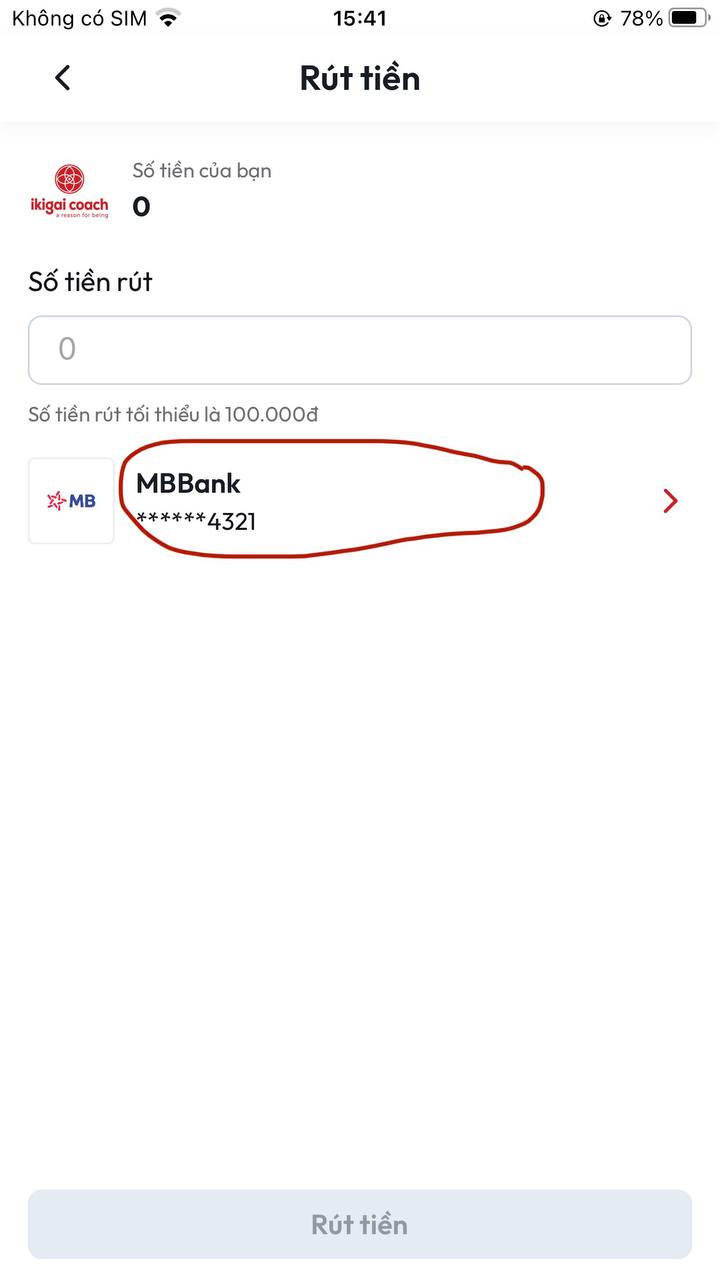 Không có SIM 15:41 78%
Rút tiền
Số tiền của bạn
ikigai coach
a reason for being
0
Số tiền rút
0
Số tiền rút tối thiểu là 100.000đ
MB
MBBank
******4321
Rút tiền